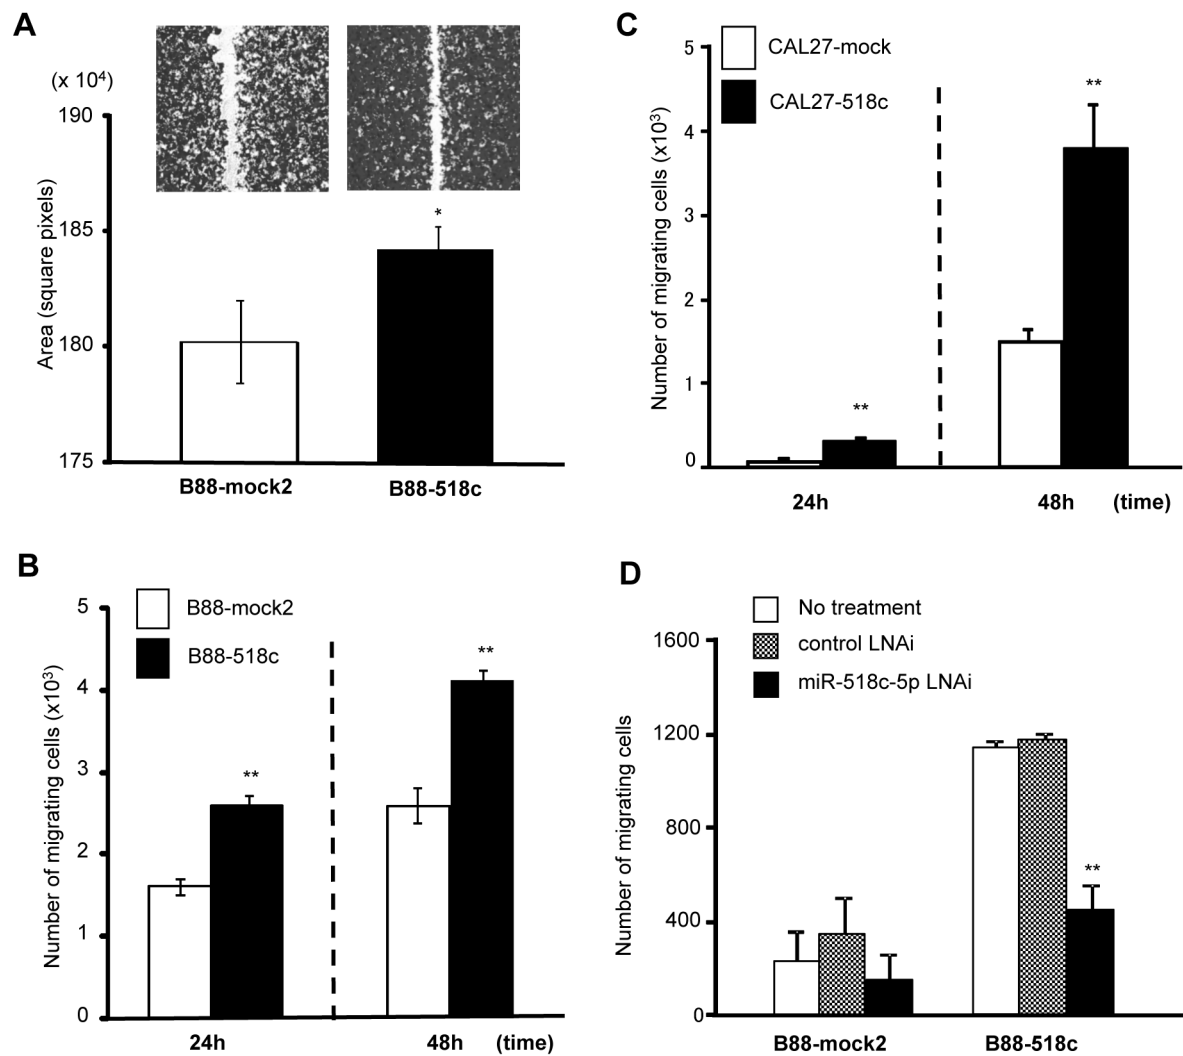 A
(x 10⁴)
190
185
180
175
Area (square pixels)
*
B88-mock2
B88-518c
B
B88-mock2
B88-518c
5
4
3
2
1
0
Number of migrating cells (x10³)
**
**
24h
48h
(time)
C
CAL27-mock
CAL27-518c
5
4
3
2
1
0
Number of migrating cells (x10³)
**
**
24h
48h
(time)
D
No treatment
control LNAi
miR-518c-5p LNAi
1600
1200
800
400
0
Number of migrating cells
**
B88-mock2
B88-518c